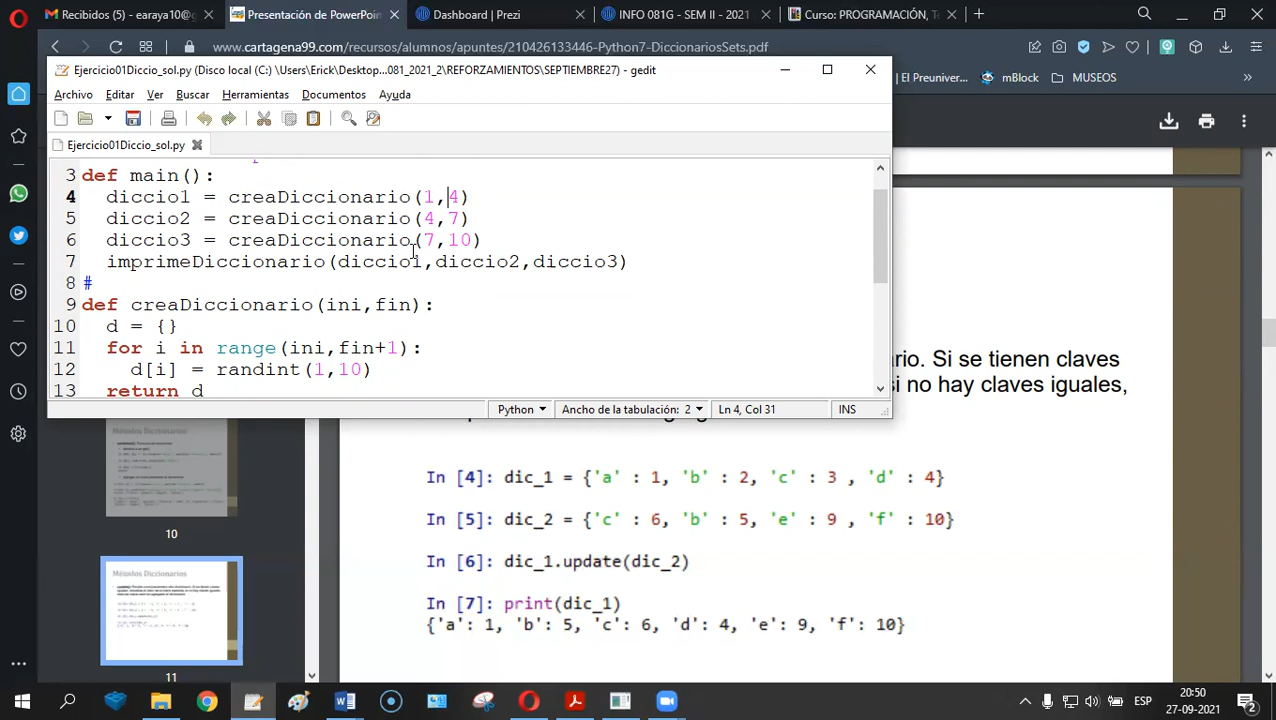 Recibidos (5) - earaya10@g
Presentación de PowerPoin
Dados (1) - Prezi
INFO 081G - SEM II - 2021
Curso: PROGRAMACIÓN, Te
www.cartagena99.com/recursos/alumnos/apuntes/210426133446-Python7-DiccionariosSets.pdf
El Preuniver...
mBlock
MUSEOS
Ejercicio01Diccio_sol.py (Disco local (C:) \Users\Erick\Desktop...081_2021_2\REFORZAMIENTOS\SEPTIEMBRE27) - gedit
Archivo Editar Ver Buscar Herramientas Documentos Ayuda
Ejercicio01Diccio_sol.py
3 def main():
4 diccio1 = creaDiccionario(1,4)
5 diccio2 = creaDiccionario(4,7)
6 diccio3 = creaDiccionario(7,10)
7 imprimeDiccionario(diccio1,diccio2,diccio3)
8 #
9 def creaDiccionario(ini,fin):
10 d = {}
11 for i in range(ini,fin+1):
12 d[i] = randint(1,10)
13 return d
Python Ancho de la tabulación: 2 Ln 4, Col 31 INS
ario. Si se tienen claves
si no hay claves iguales,
In [4]: dic_1 = {'a' : 1, 'b' : 2, 'c' : 3, 'd' : 4}
In [5]: dic_2 = {'c' : 6, 'b' : 5, 'e' : 9 , 'f' : 10}
In [6]: dic_1.update(dic_2)
In [7]: print(dic_1)
{'a': 1, 'b': 5, 'c': 6, 'd': 4, 'e': 9, 'f': 10}
10
Métodos Diccionarios
11
ESP
20:50
27-09-2021
2